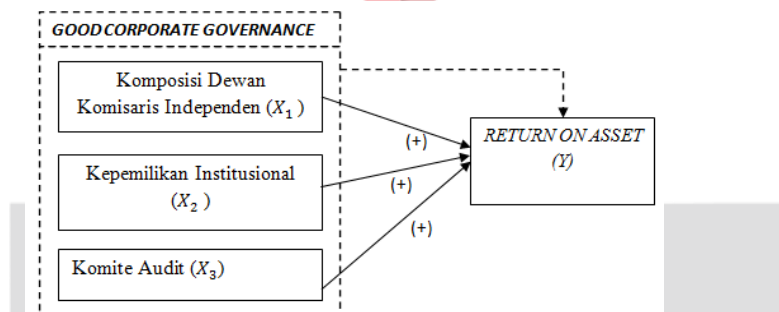 GOOD CORPORATE GOVERNANCE
Komposisi Dewan
Komisaris Independen (X₁ )
(+)
RETURN ON ASSET
(Y)
Kepemilikan Institusional
(X₂ )
(+)
(+)
Komite Audit (X₃)